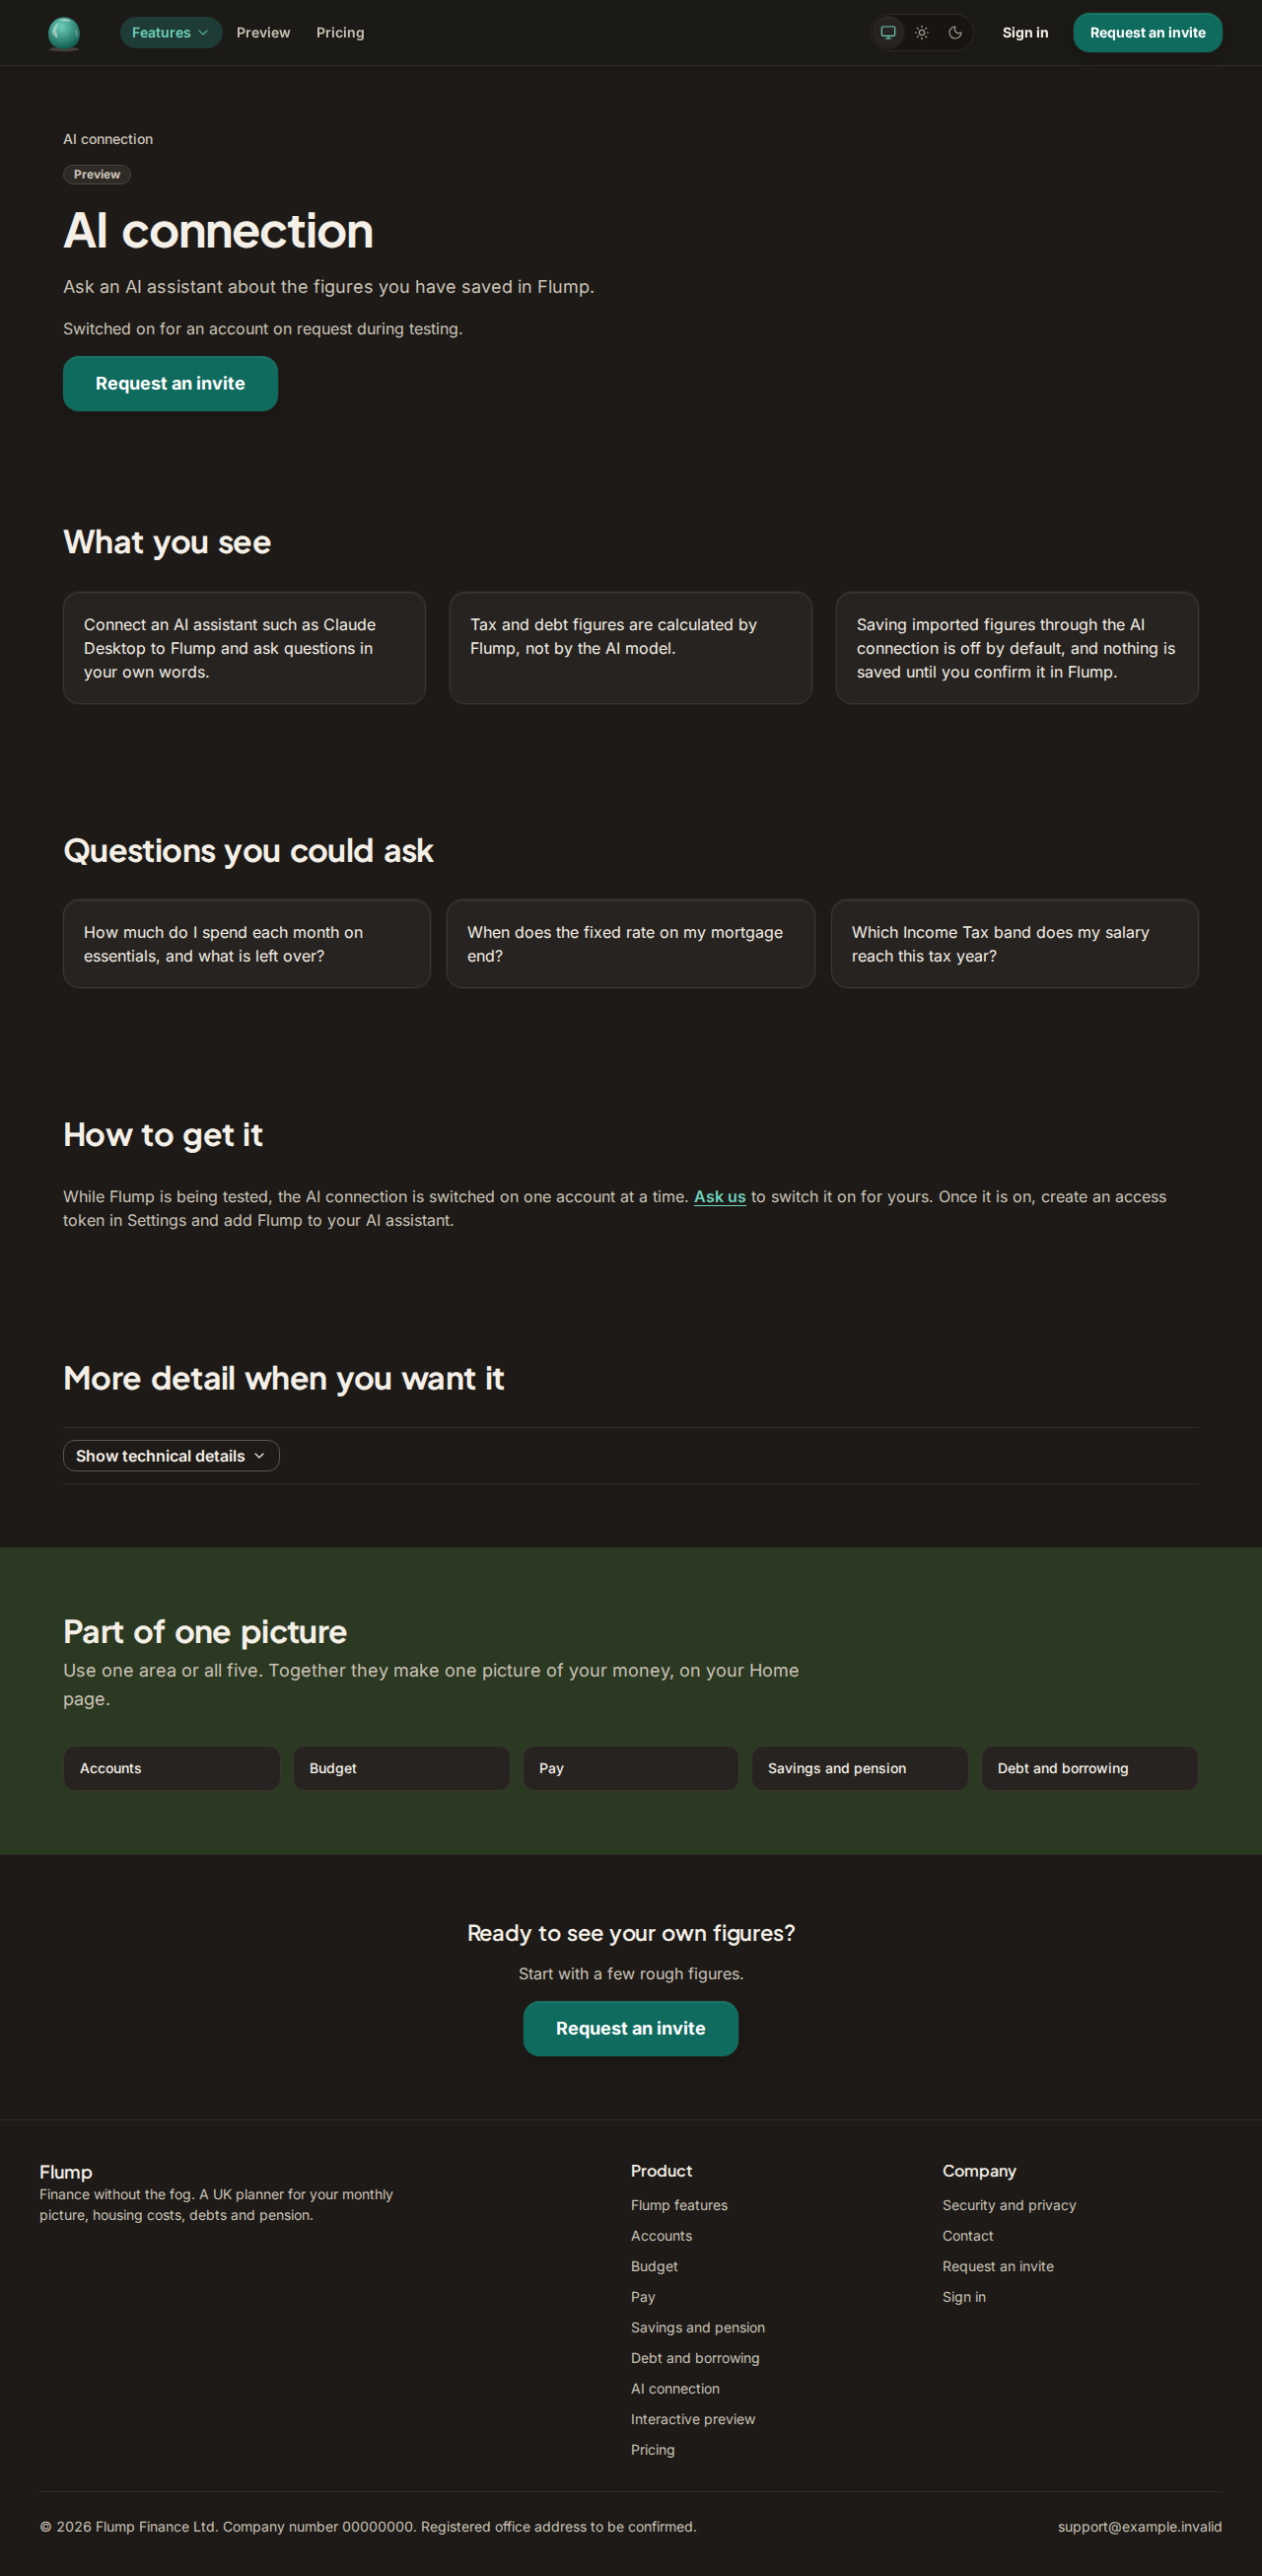 Features
Preview
Pricing
Sign in
Request an invite
AI connection
Preview
AI connection
Ask an AI assistant about the figures you have saved in Flump.
Switched on for an account on request during testing.
Request an invite
What you see
Connect an AI assistant such as Claude
Desktop to Flump and ask questions in
your own words.
Tax and debt figures are calculated by
Flump, not by the AI model.
Saving imported figures through the AI
connection is off by default, and nothing is
saved until you confirm it in Flump.
Questions you could ask
How much do I spend each month on
essentials, and what is left over?
When does the fixed rate on my mortgage
end?
Which Income Tax band does my salary
reach this tax year?
How to get it
While Flump is being tested, the AI connection is switched on one account at a time. Ask us to switch it on for yours. Once it is on, create an access
token in Settings and add Flump to your AI assistant.
More detail when you want it
Show technical details
Part of one picture
Use one area or all five. Together they make one picture of your money, on your Home
page.
Accounts
Budget
Pay
Savings and pension
Debt and borrowing
Ready to see your own figures?
Start with a few rough figures.
Request an invite
Flump
Finance without the fog. A UK planner for your monthly
picture, housing costs, debts and pension.
Product
Flump features
Accounts
Budget
Pay
Savings and pension
Debt and borrowing
AI connection
Interactive preview
Pricing
Company
Security and privacy
Contact
Request an invite
Sign in
© 2026 Flump Finance Ltd. Company number 00000000. Registered office address to be confirmed.
support@example.invalid